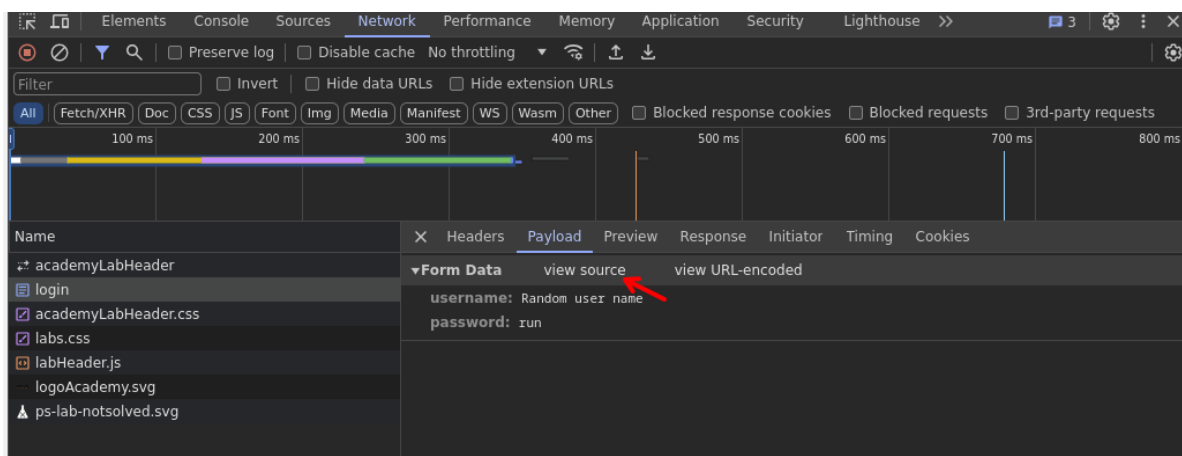 Elements Console Sources Network Performance Memory Application Security Lighthouse >> 3
Preserve log Disable cache No throttling
Filter Invert Hide data URLs Hide extension URLs
All Fetch/XHR Doc CSS JS Font Img Media Manifest WS Wasm Other Blocked response cookies Blocked requests 3rd-party requests
100 ms 200 ms 300 ms 400 ms 500 ms 600 ms 700 ms 800 ms
Name
academyLabHeader
login
academyLabHeader.css
labs.css
labHeader.js
logoAcademy.svg
ps-lab-notsolved.svg
Headers Payload Preview Response Initiator Timing Cookies
Form Data view source view URL-encoded
username: Random user name
password: run